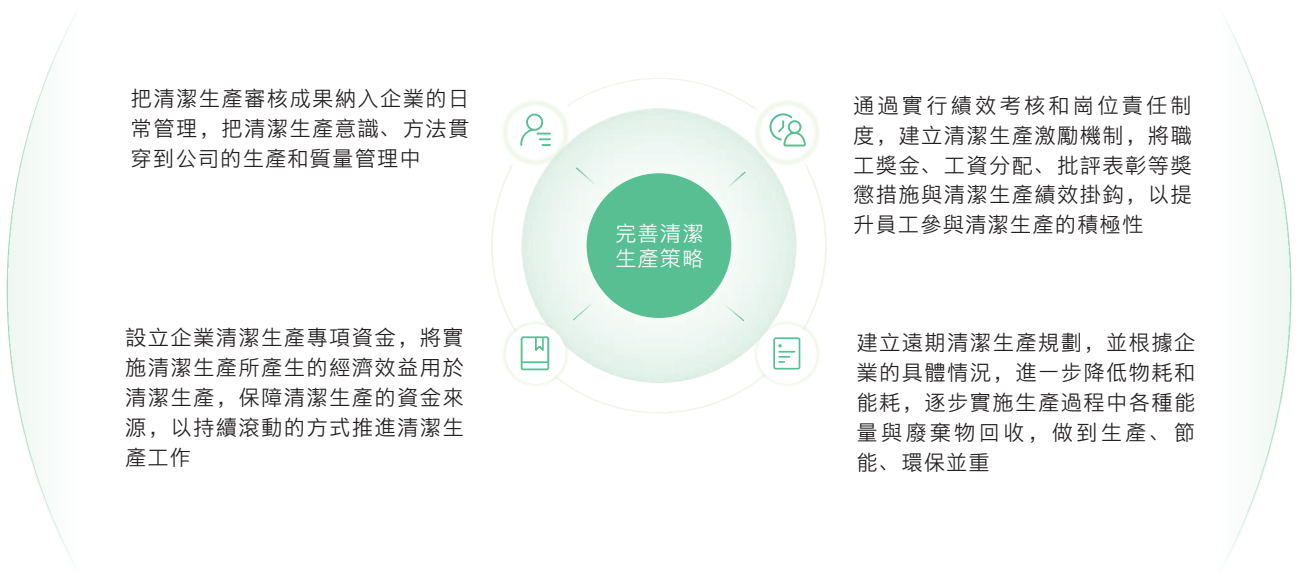 把清潔生產審核成果納入企業的日
常管理，把清潔生產意識、方法貫
穿到公司的生產和質量管理中
通過實行績效考核和崗位責任制
度，建立清潔生產激勵機制，將職
工獎金、工資分配、批評表彰等獎
懲措施與清潔生產績效掛鈎，以提
升員工參與清潔生產的積極性
完善清潔
生產策略
設立企業清潔生產專項資金，將實
施清潔生產所產生的經濟效益用於
清潔生產，保障清潔生產的資金來
源，以持續滾動的方式推進清潔生
產工作
建立遠期清潔生產規劃，並根據企
業的具體情況，進一步降低物耗和
能耗，逐步實施生產過程中各種能
量與廢棄物回收，做到生產、節
能、環保並重